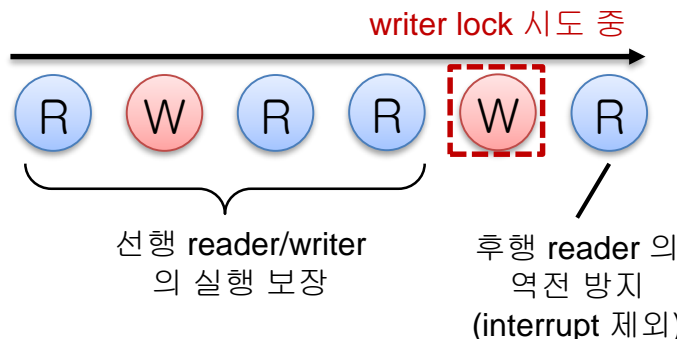 writer lock 시도 중
R W R R W R
선행 reader/writer
의 실행 보장
후행 reader 의
역전 방지
(interrupt 제외)